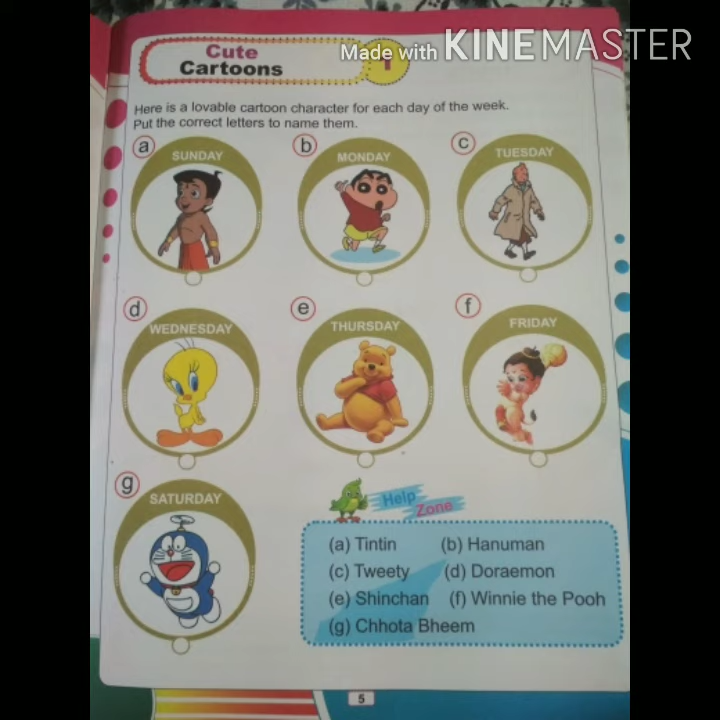 Made with KINEMASTER
Cute
Cartoons
1
Here is a lovable cartoon character for each day of the week.
Put the correct letters to name them.
a
SUNDAY
b
MONDAY
c
TUESDAY
d
WEDNESDAY
e
THURSDAY
f
FRIDAY
g
SATURDAY
Help
Zone
(a) Tintin (b) Hanuman
(c) Tweety (d) Doraemon
(e) Shinchan (f) Winnie the Pooh
(g) Chhota Bheem
5